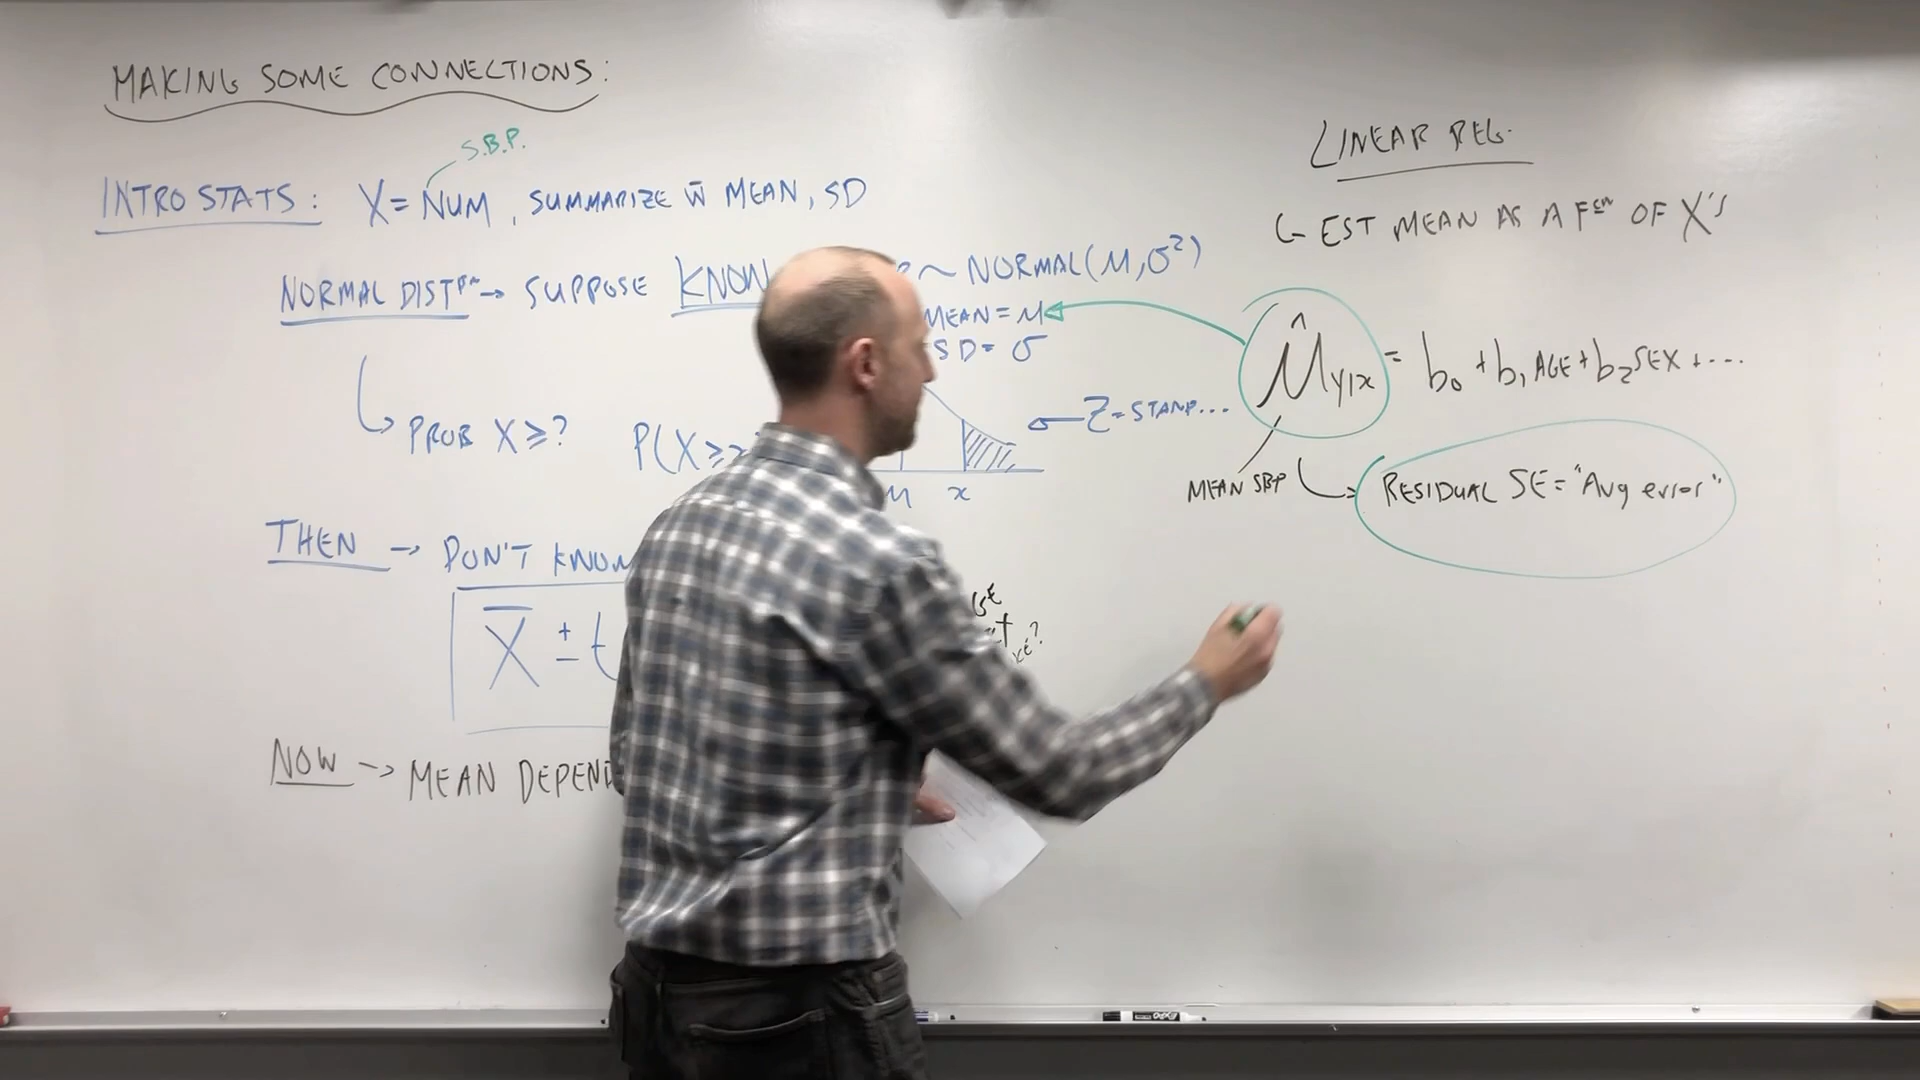 MAKING SOME CONNECTIONS:
S.B.P.
INTRO STATS: X = NUM, SUMMARIZE W̄ MEAN, SD
NORMAL DISTᴾⁿ → SUPPOSE KNOW
~ NORMAL(μ, σ²)
MEAN = μ
SD = σ
PROB X ≥ ?
P(X ≥ x
μ x
Z = STAND...
THEN → DON'T KNOW
X̄ ± t
NOW → MEAN DEPEND
LINEAR REG.
EST MEAN AS A Fᶜⁿ OF X's
μ̂ Y|x = b₀ + b₁ AGE + b₂ SEX + ...
MEAN SBP
RESIDUAL SE = "Avg error"